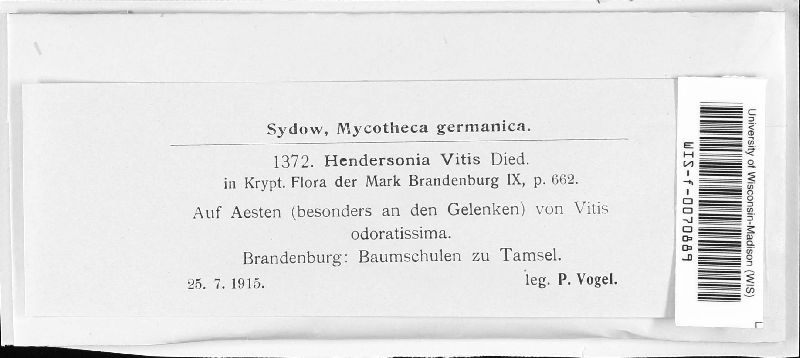 Sydow, Mycotheca germanica.
1372. Hendersonia Vitis Died.
in Krypt. Flora der Mark Brandenburg IX, p. 662.
Auf Aesten (besonders an den Gelenken) von Vitis
odoratissima.
Brandenburg: Baumschulen zu Tamsel.
25. 7. 1915. leg. P. Vogel.
University of Wisconsin-Madison (WIS)
WIS-f-0070889